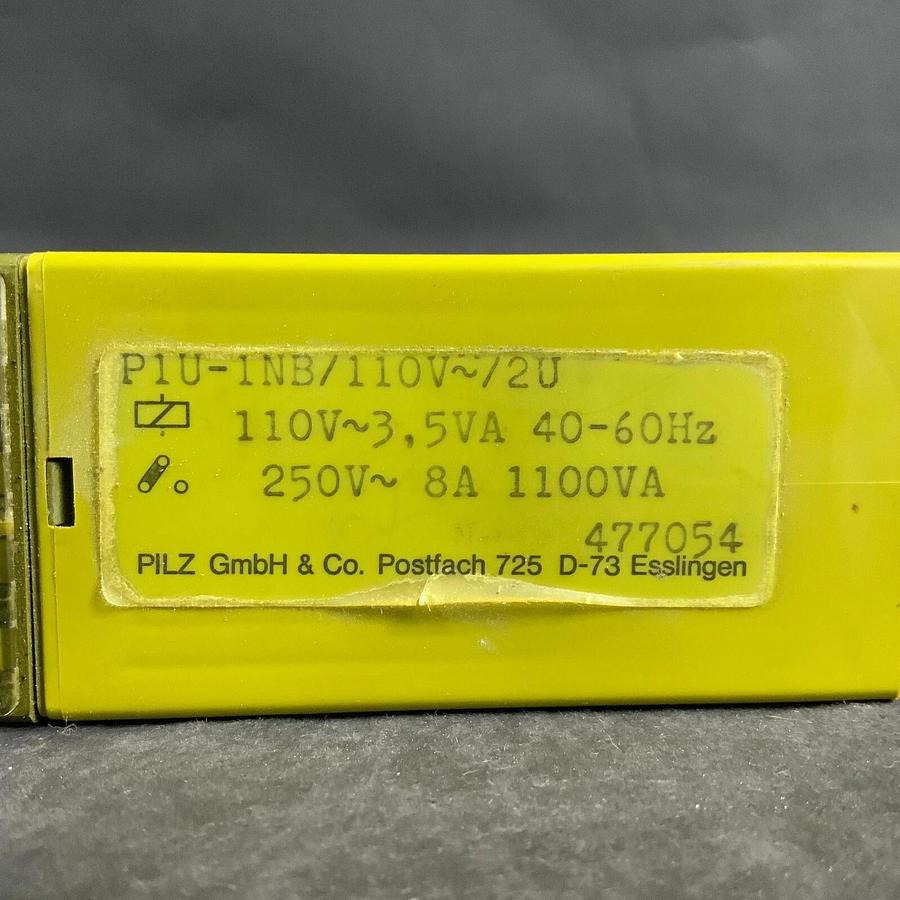 P1U-1NB/110V~/2U
110V~3,5VA 40-60Hz
250V~ 8A 1100VA
477054
PILZ GmbH & Co. Postfach 725 D-73 Esslingen